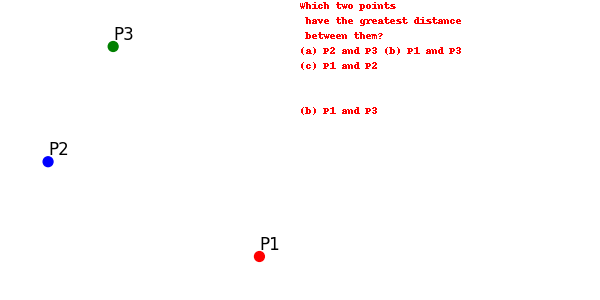 Which two points
have the greatest distance
between them?
(a) P2 and P3 (b) P1 and P3
(c) P1 and P2
(b) P1 and P3
P3
P2
P1